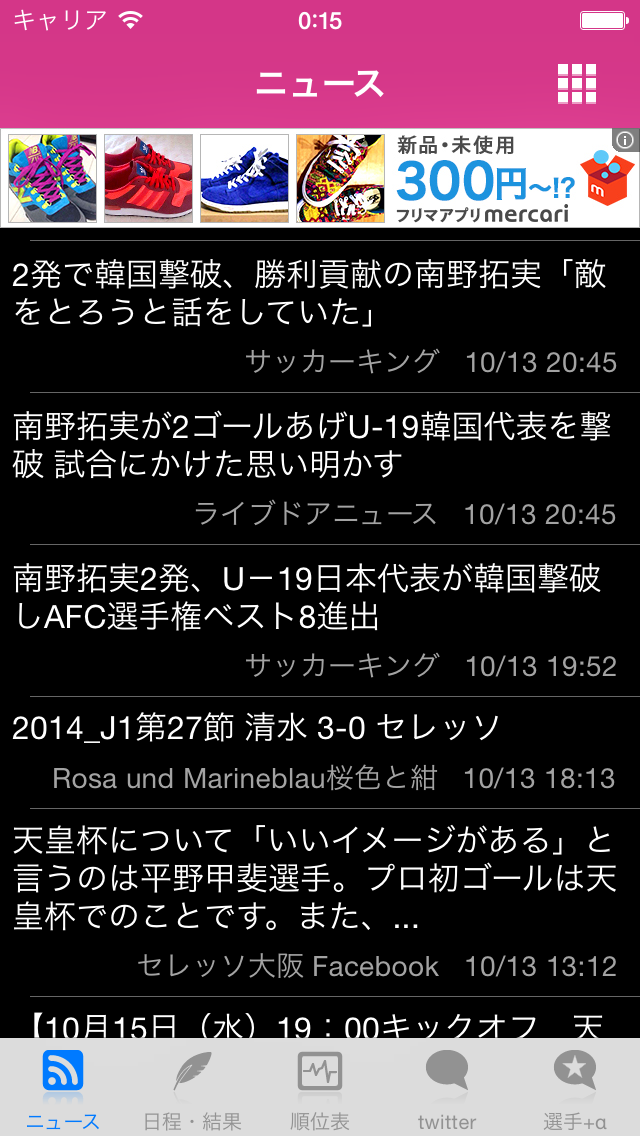 キャリア 0:15
ニュース
新品・未使用
300円~!?
フリマアプリmercari
2発で韓国撃破、勝利貢献の南野拓実「敵
をとろうと話をしていた」
サッカーキング 10/13 20:45
南野拓実が2ゴールあげU-19韓国代表を撃
破 試合にかけた思い明かす
ライブドアニュース 10/13 20:45
南野拓実2発、U－19日本代表が韓国撃破
しAFC選手権ベスト8進出
サッカーキング 10/13 19:52
2014_J1第27節 清水 3-0 セレッソ
Rosa und Marineblau桜色と紺 10/13 18:13
天皇杯について「いいイメージがある」と
言うのは平野甲斐選手。プロ初ゴールは天
皇杯でのことです。また、...
セレッソ大阪 Facebook 10/13 13:12
【10月15日（水）19：00キックオフ　天
ニュース 日程・結果 順位表 twitter 選手+α